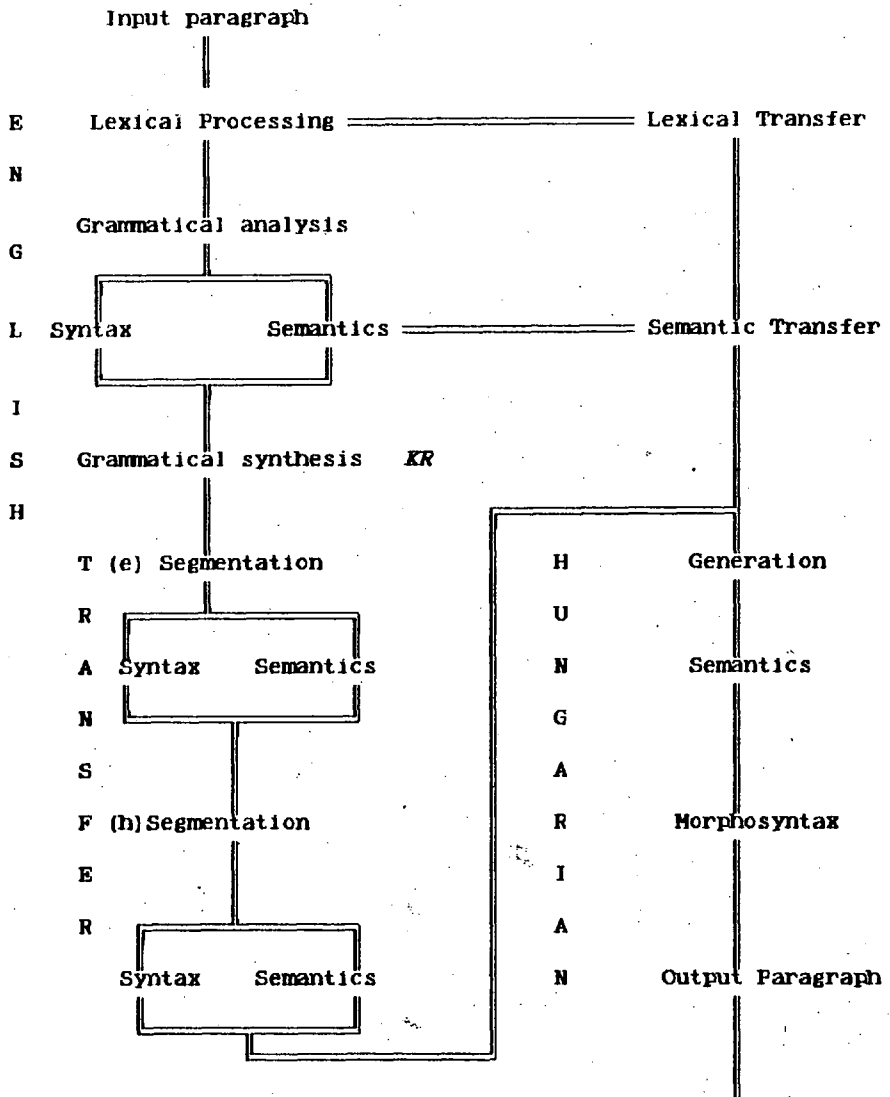 Input paragraph
E Lexical Processing Lexical Transfer
N
Grammatical analysis
G
L Syntax Semantics Semantic Transfer
I
S Grammatical synthesis KR
H
T (e) Segmentation H Generation
R U
A Syntax Semantics N Semantics
N G
S A
F (h) Segmentation R Morphosyntax
E I
R A
Syntax Semantics N Output Paragraph